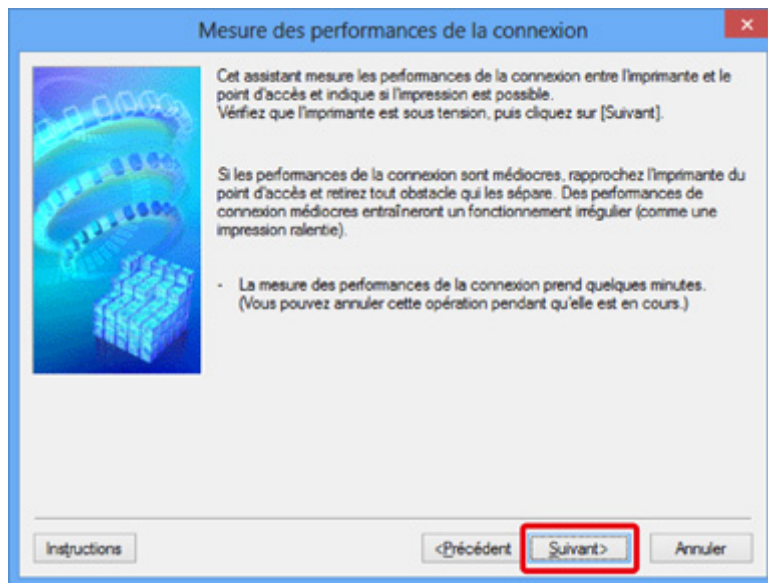 Mesure des performances de la connexion
Cet assistant mesure les performances de la connexion entre l'imprimante et le
point d'accès et indique si l'impression est possible.
Vérifiez que l'imprimante est sous tension, puis cliquez sur [Suivant].
Si les performances de la connexion sont médiocres, rapprochez l'imprimante du
point d'accès et retirez tout obstacle qui les sépare. Des performances de
connexion médiocres entraîneront un fonctionnement irrégulier (comme une
impression ralentie).
- La mesure des performances de la connexion prend quelques minutes.
(Vous pouvez annuler cette opération pendant qu'elle est en cours.)
Instructions
<Précédent
Suivant>
Annuler